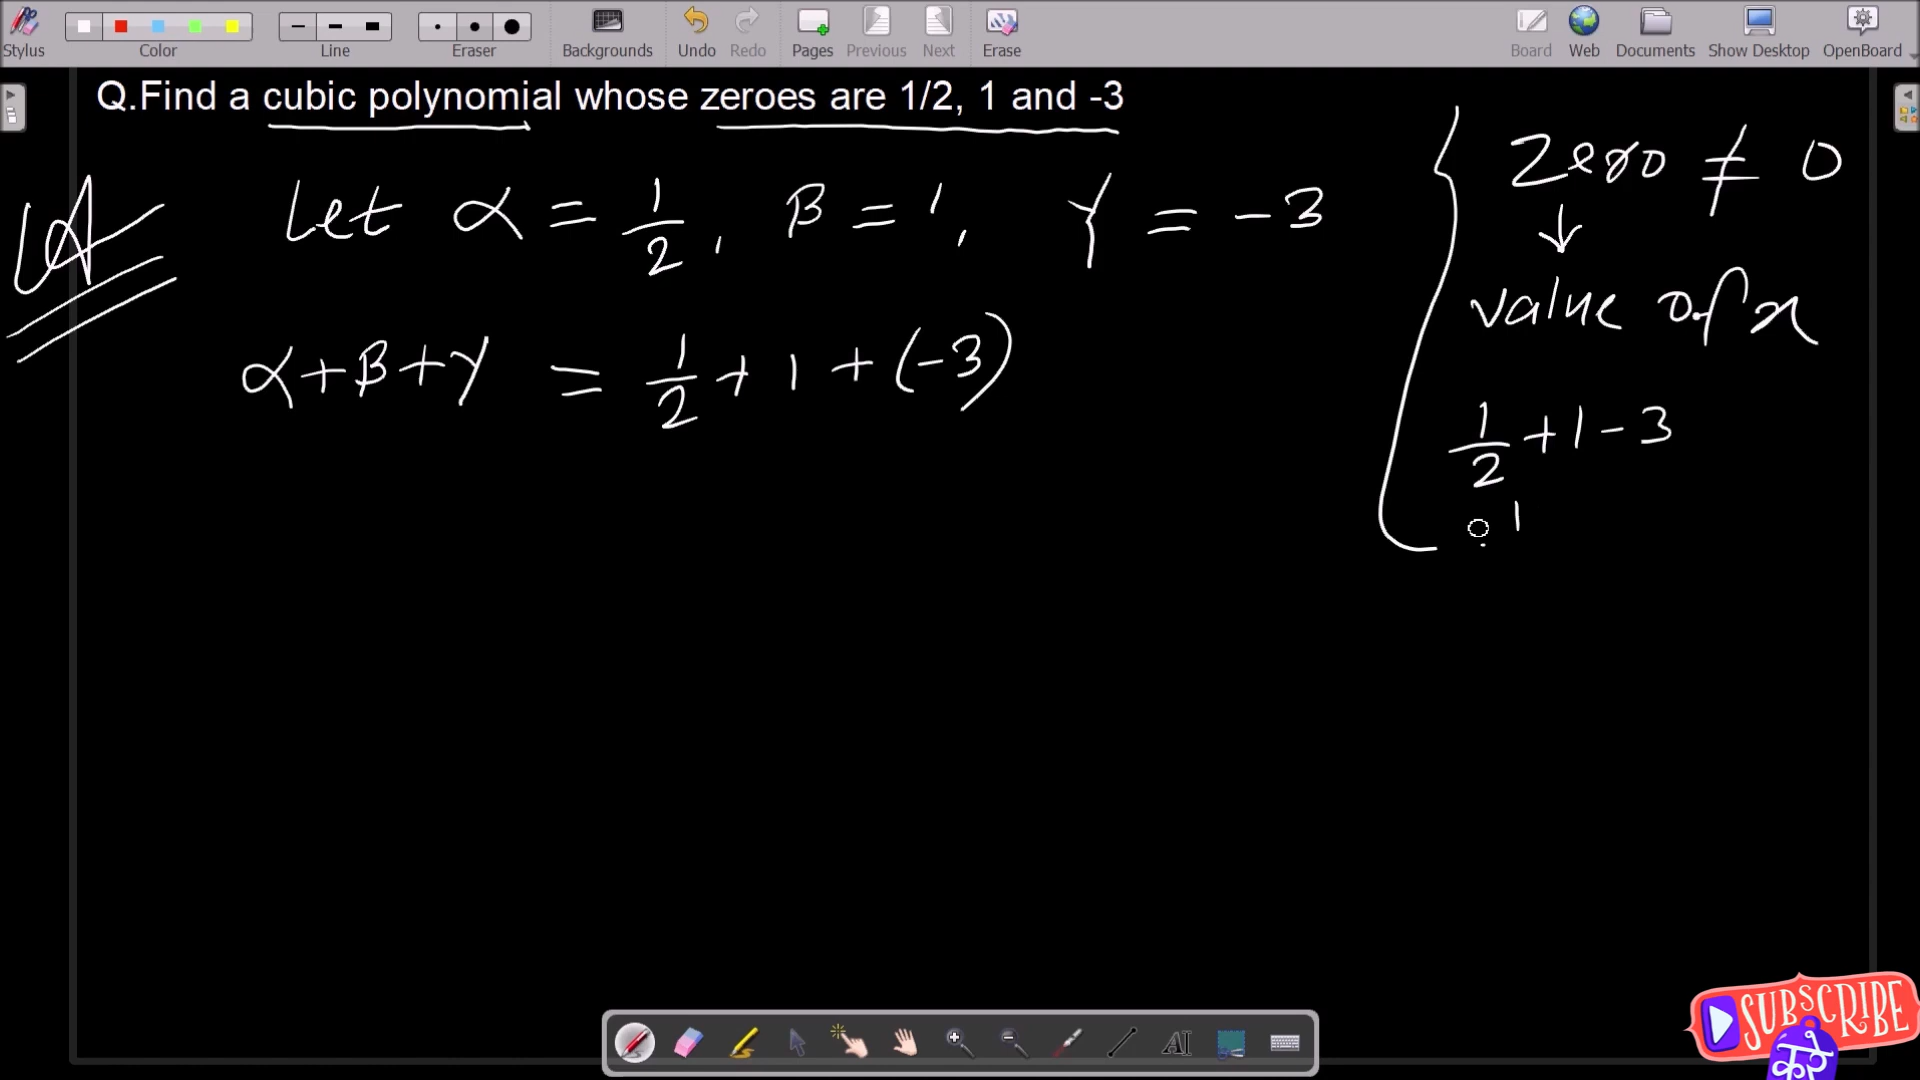 Stylus Color Line Eraser Backgrounds Undo Redo Pages Previous Next Erase Board Web Documents Show Desktop OpenBoard
Q.Find a cubic polynomial whose zeroes are 1/2, 1 and -3
Let α = 1/2, β = 1, γ = -3
α+β+γ = 1/2 + 1 + (-3)
Zero ≠ 0
↓
value of x
1/2 + 1 - 3
1
SUBSCRIBE
करे